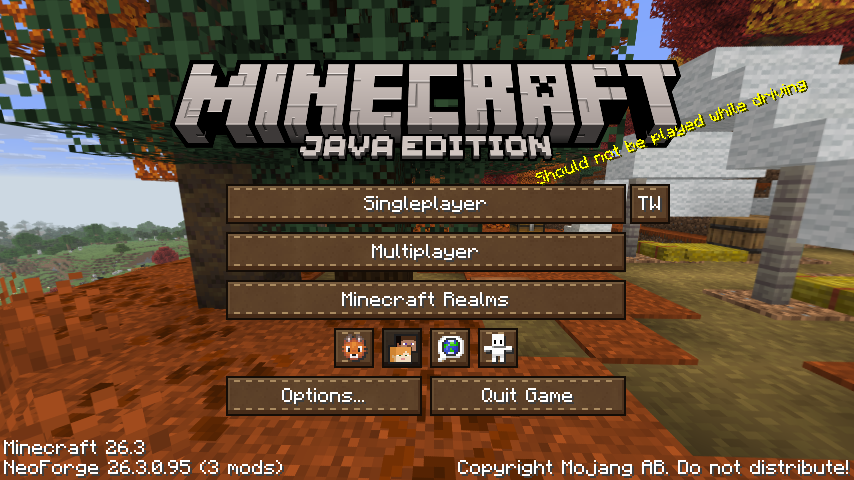 MINECRAFT
JAVA EDITION
Should not be played while driving
Singleplayer
TW
Multiplayer
Minecraft Realms
Options...
Quit Game
Minecraft 26.3
NeoForge 26.3.0.95 (3 mods)
Copyright Mojang AB. Do not distribute!